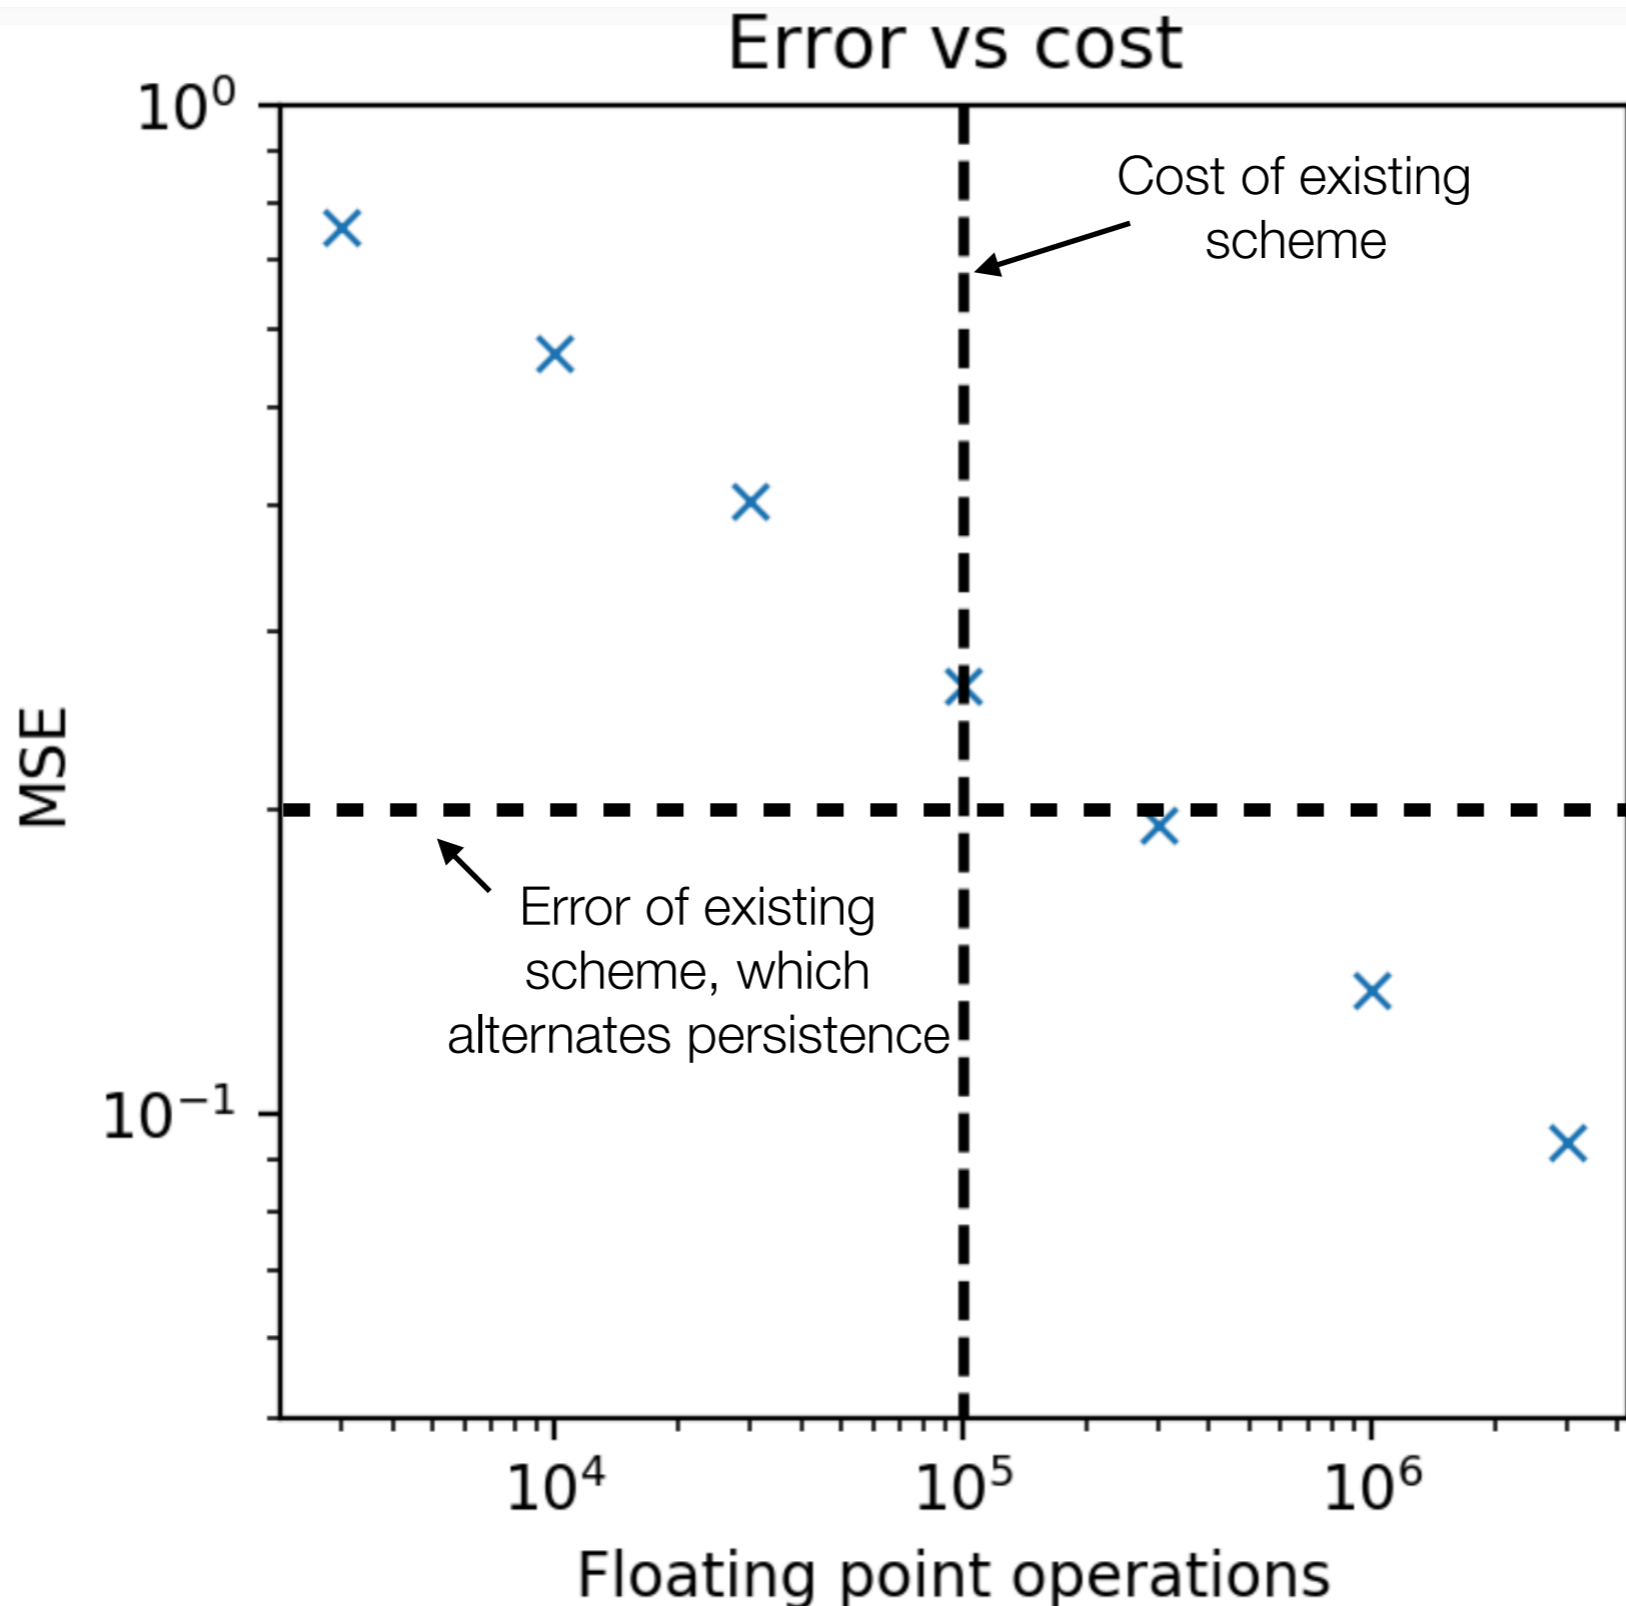 Error vs cost
10⁰
Cost of existing
scheme
MSE
Error of existing
scheme, which
alternates persistence
10⁻¹
10⁴ 10⁵ 10⁶
Floating point operations